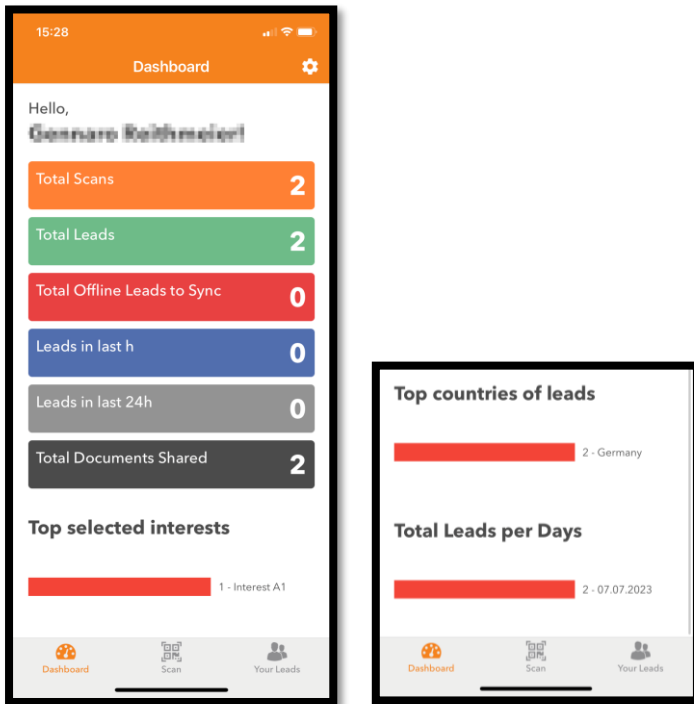 15:28
Dashboard
Hello,
Total Scans 2
Total Leads 2
Total Offline Leads to Sync 0
Leads in last h 0
Leads in last 24h 0
Total Documents Shared 2
Top selected interests
1 - Interest A1
Dashboard Scan Your Leads
Top countries of leads
2 - Germany
Total Leads per Days
2 - 07.07.2023
Dashboard Scan Your Leads